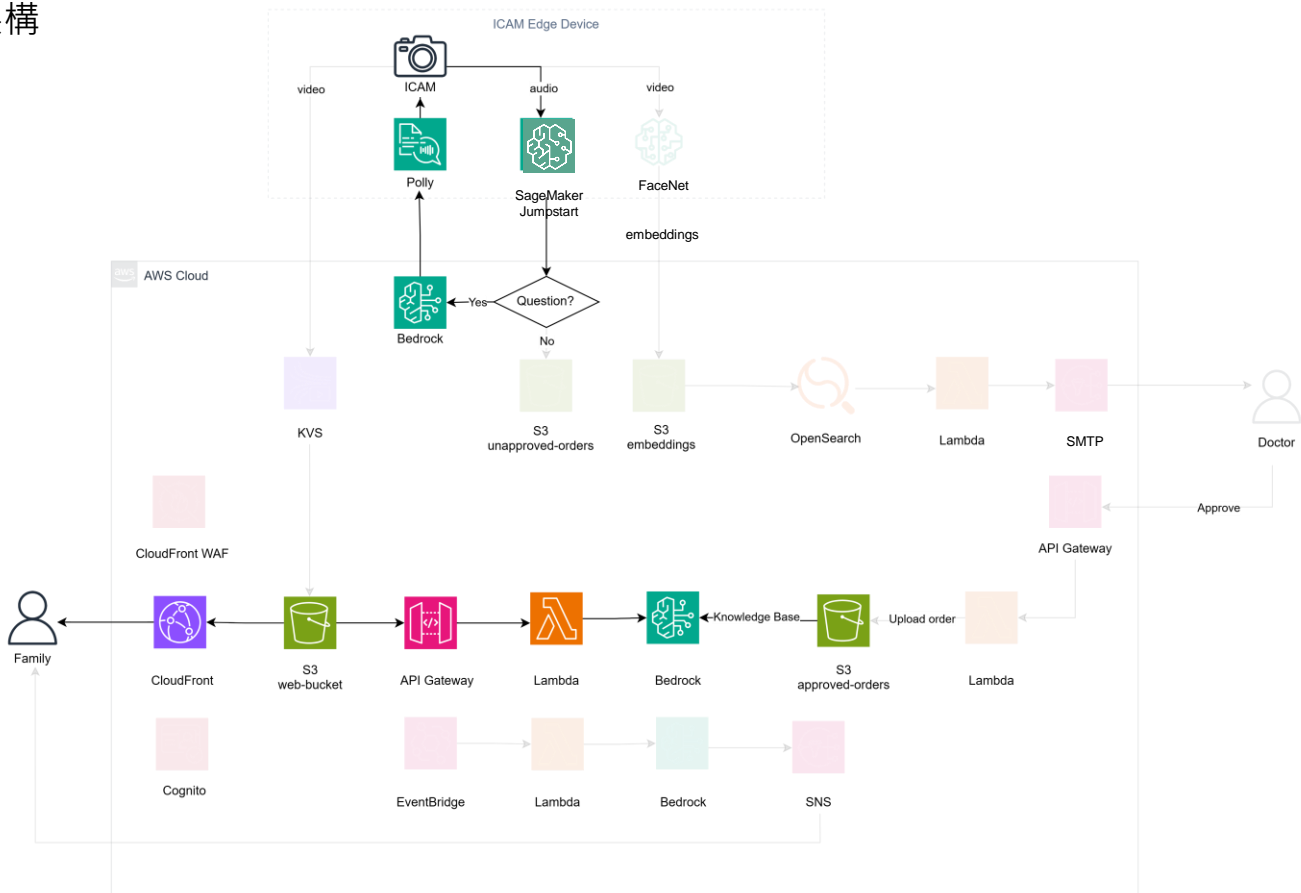 構
ICAM Edge Device
ICAM
video
audio
video
Polly
SageMaker
Jumpstart
FaceNet
embeddings
aws
AWS Cloud
Question?
Yes
Bedrock
No
KVS
S3
unapproved-orders
S3
embeddings
OpenSearch
Lambda
SMTP
Doctor
Approve
CloudFront WAF
API Gateway
Knowledge Base
Upload order
Family
CloudFront
S3
web-bucket
API Gateway
Lambda
Bedrock
S3
approved-orders
Lambda
Cognito
EventBridge
Lambda
Bedrock
SNS